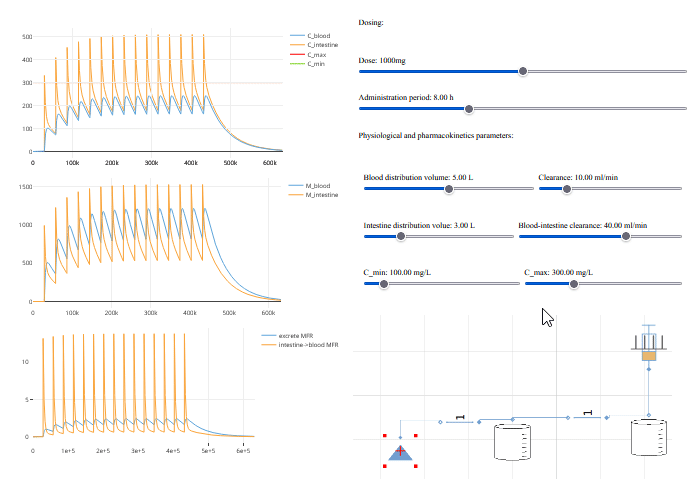 C_blood
C_intestine
C_max
C_min
500
400
300
200
100
0
0
100k
200k
300k
400k
500k
600k
M_blood
M_intestine
1500
1000
500
0
0
100k
200k
300k
400k
500k
600k
excrete MFR
intestine->blood MFR
10
5
0
0
1e+5
2e+5
3e+5
4e+5
5e+5
6e+5
Dosing:
Dose: 1000mg
Administration period: 8.00 h
Physiological and pharmacokinetics parameters:
Blood distribution volume: 5.00 L
Clearance: 10.00 ml/min
Intestine distribution volue: 3.00 L
Blood-intestine clearance: 40.00 ml/min
C_min: 100.00 mg/L
C_max: 300.00 mg/L
1
1